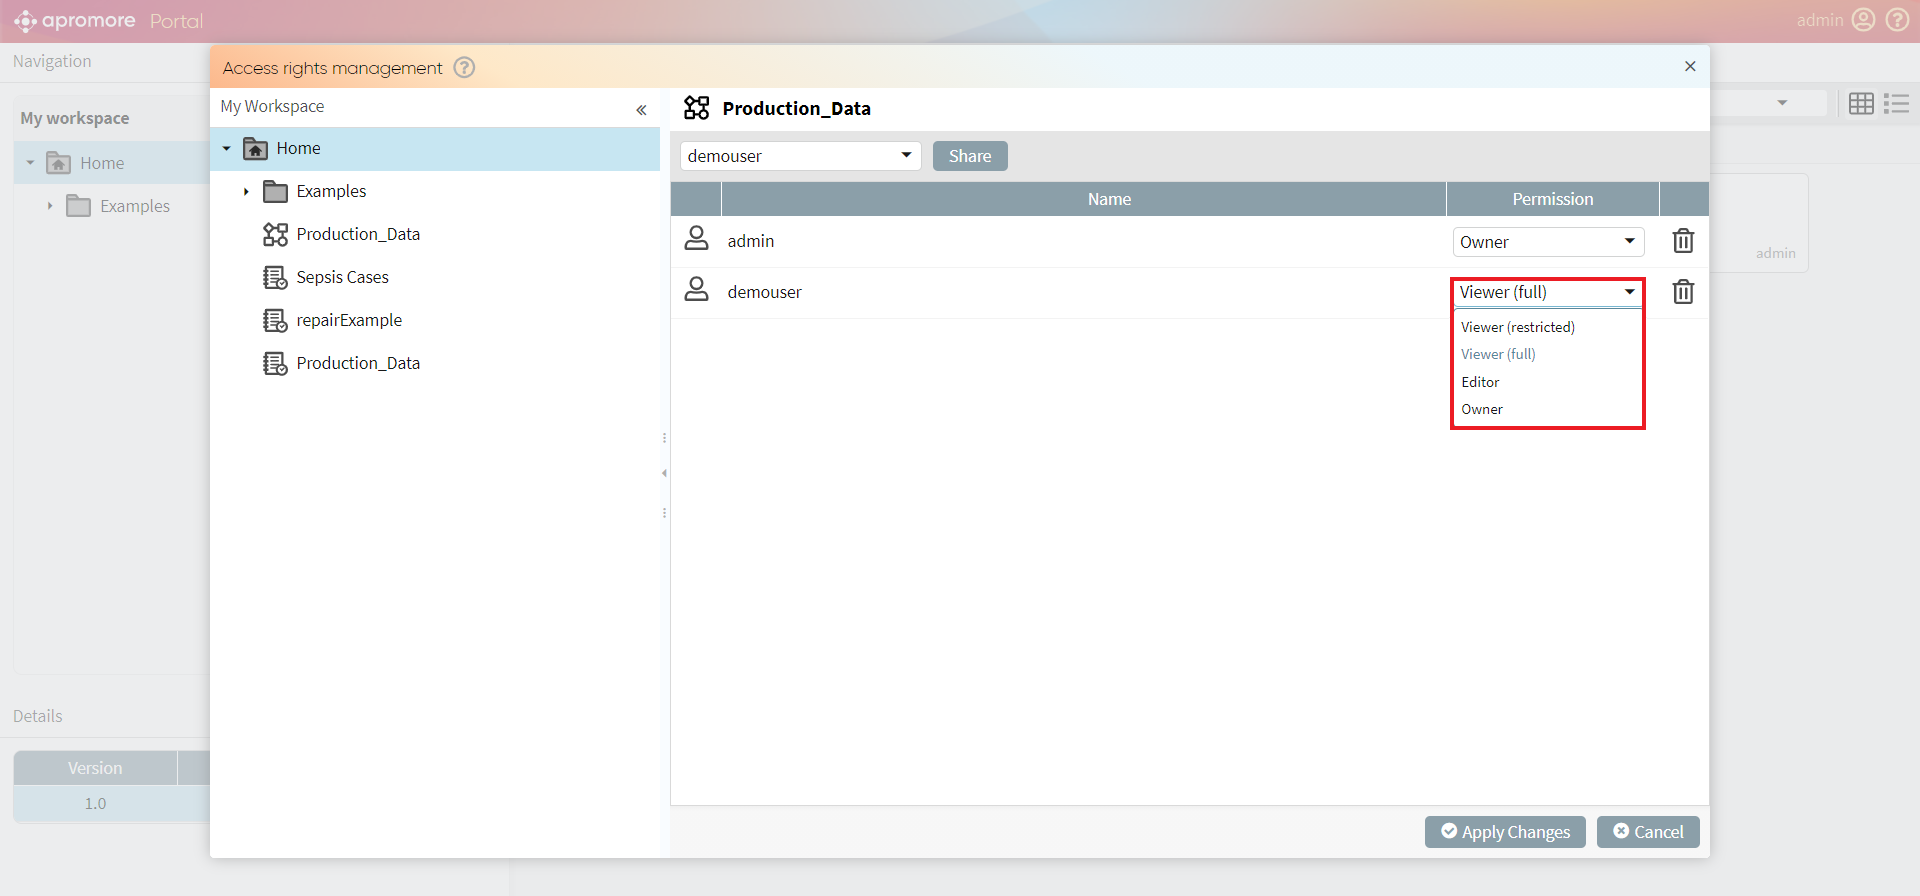 apromore Portal
admin
Navigation
My workspace
Home
Examples
Details
Version
1.0
admin
Access rights management
My Workspace
Home
Examples
Production_Data
Sepsis Cases
repairExample
Production_Data
Production_Data
demouser
Share
Name Permission
admin Owner
demouser Viewer (full)
Viewer (restricted)
Viewer (full)
Editor
Owner
Apply Changes Cancel